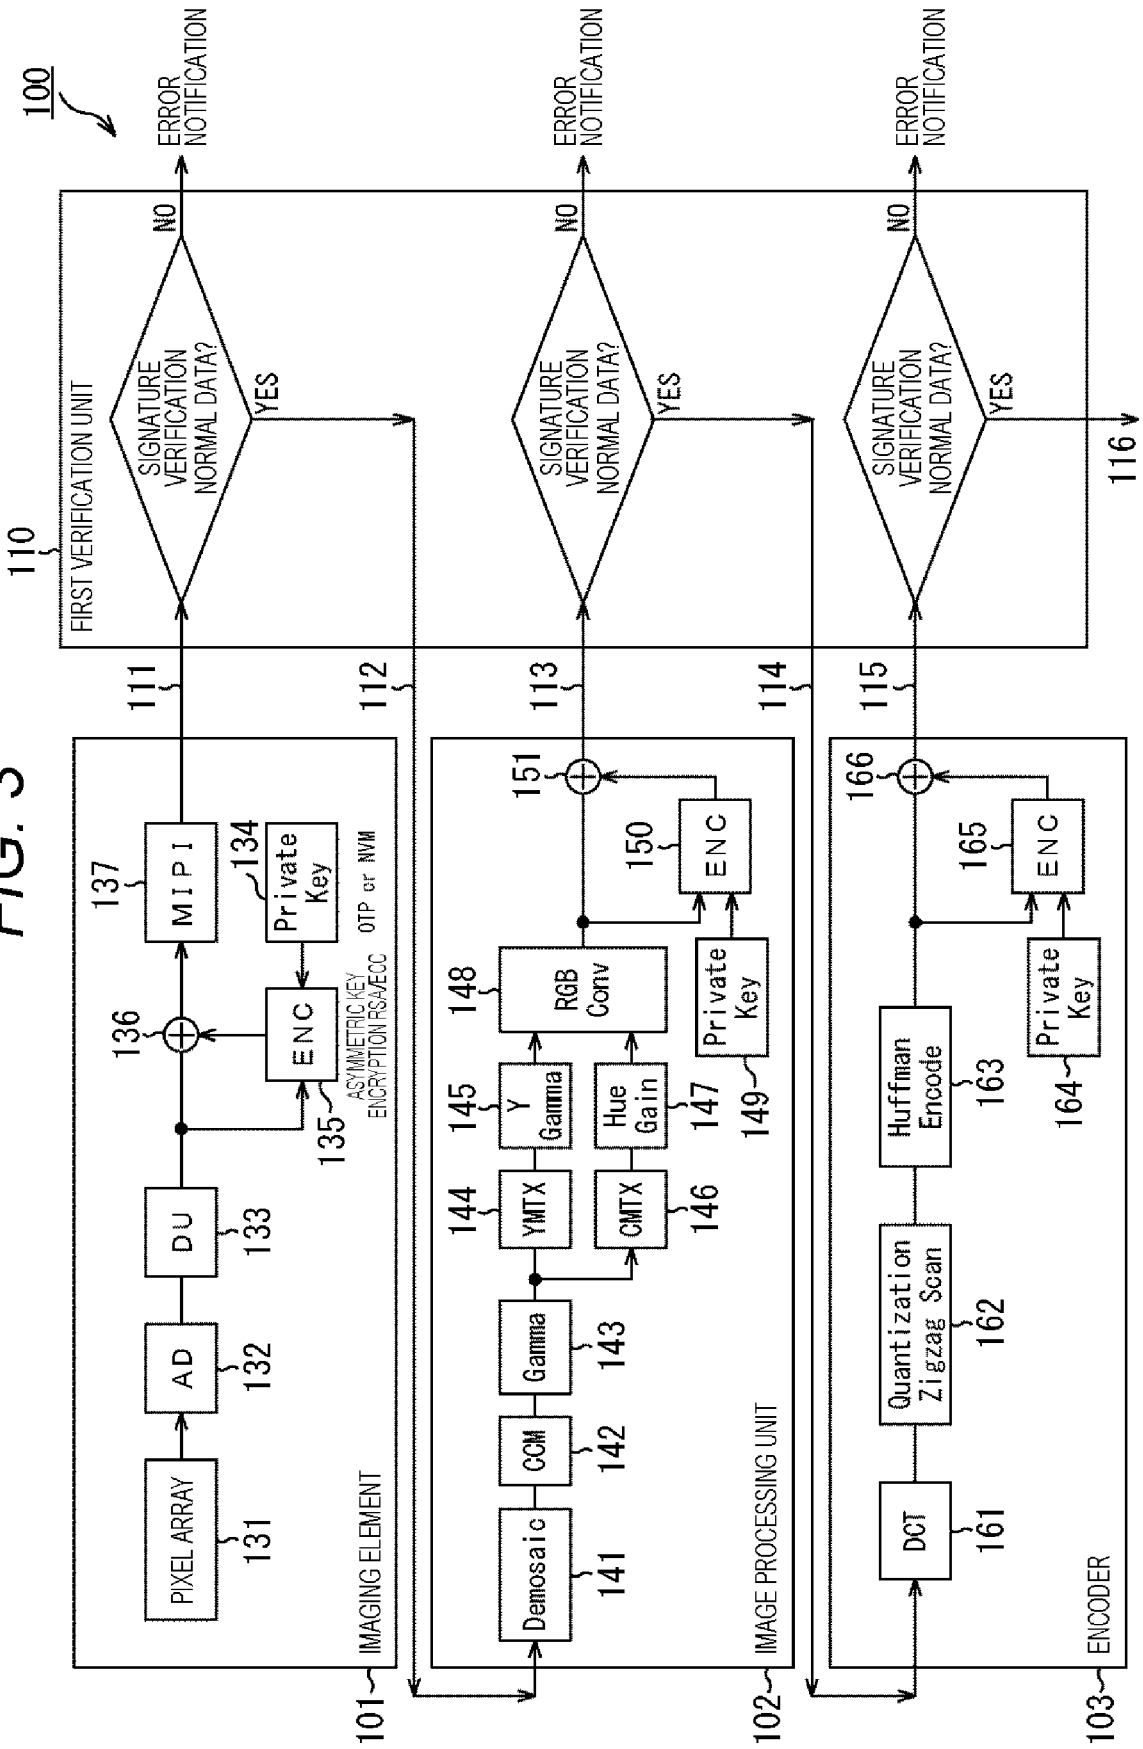 FIG. 3
100
110
FIRST VERIFICATION UNIT
SIGNATURE
VERIFICATION
NORMAL DATA?
NO
ERROR
NOTIFICATION
YES
SIGNATURE
VERIFICATION
NORMAL DATA?
NO
ERROR
NOTIFICATION
YES
SIGNATURE
VERIFICATION
NORMAL DATA?
NO
ERROR
NOTIFICATION
YES
116
111
112
113
114
115
101
IMAGING ELEMENT
PIXEL ARRAY
131
AD
132
DU
133
136
MIPI
137
Private
Key
134
OTP or NVM
ENC
135
ASYMMETRIC KEY
ENCRYPTION RSA/ECC
102
IMAGE PROCESSING UNIT
Demosaic
141
CCM
142
Gamma
143
YMTX
144
Y
Gamma
145
CMTX
146
Hue
Gain
147
RGB
Conv
148
Private
Key
149
ENC
150
151
103
ENCODER
DCT
161
Quantization
Zigzag Scan
162
Huffman
Encode
163
Private
Key
164
ENC
165
166